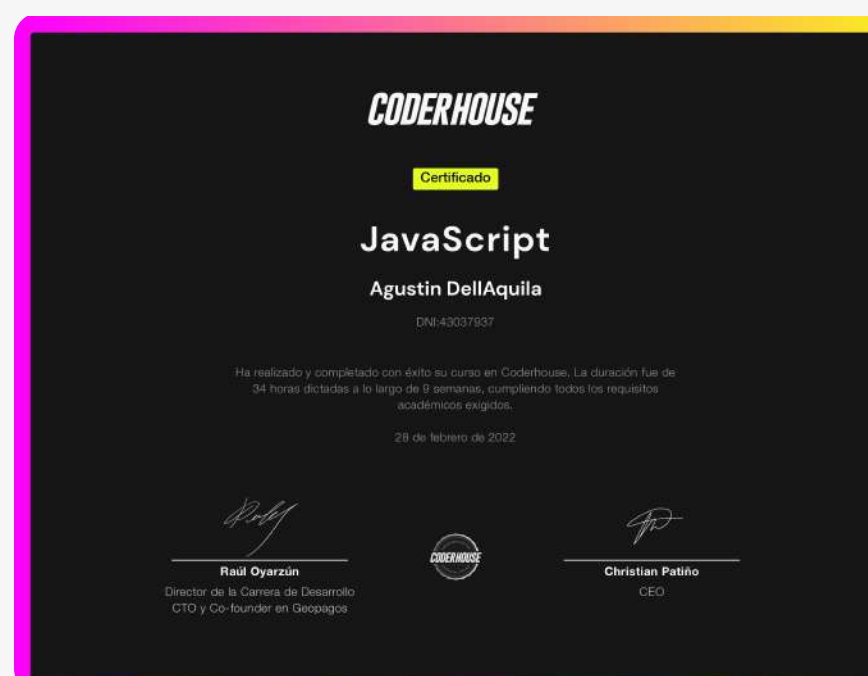 CODERHOUSE
Certificado
JavaScript
Agustin DellAquila
DNI:43037937
Ha realizado y completado con éxito su curso en Coderhouse. La duración fue de
34 horas dictadas a lo largo de 9 semanas, cumpliendo todos los requisitos
académicos exigidos.
28 de febrero de 2022
CODERHOUSE
Raúl Oyarzún
Director de la Carrera de Desarrollo
CTO y Co-founder en Geopagos
Christian Patiño
CEO